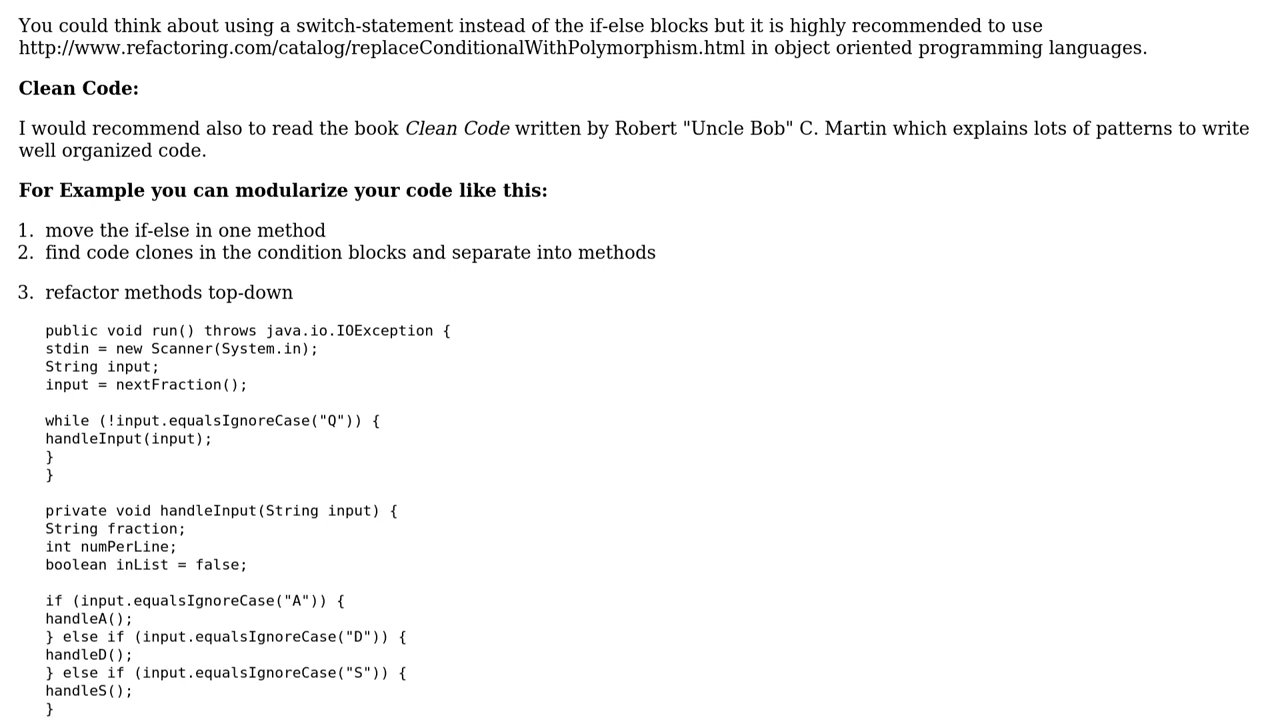 You could think about using a switch-statement instead of the if-else blocks but it is highly recommended to use
http://www.refactoring.com/catalog/replaceConditionalWithPolymorphism.html in object oriented programming languages.
Clean Code:
I would recommend also to read the book Clean Code written by Robert "Uncle Bob" C. Martin which explains lots of patterns to write
well organized code.
For Example you can modularize your code like this:
1. move the if-else in one method
2. find code clones in the condition blocks and separate into methods
3. refactor methods top-down
public void run() throws java.io.IOException {
stdin = new Scanner(System.in);
String input;
input = nextFraction();
while (!input.equalsIgnoreCase("Q")) {
handleInput(input);
}
}
private void handleInput(String input) {
String fraction;
int numPerLine;
boolean inList = false;
if (input.equalsIgnoreCase("A")) {
handleA();
} else if (input.equalsIgnoreCase("D")) {
handleD();
} else if (input.equalsIgnoreCase("S")) {
handleS();
}